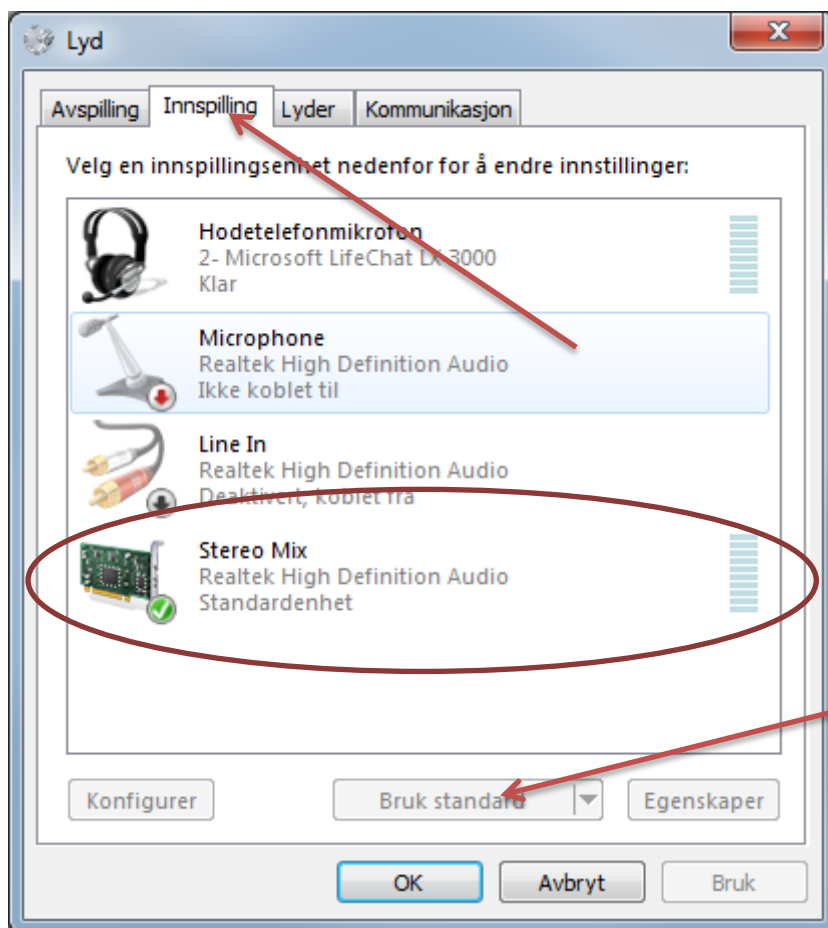 Lyd
Avspilling Innspilling Lyder Kommunikasjon
Velg en innspillingsenhet nedenfor for å endre innstillinger:
Hodetelefonmikrofon
2- Microsoft LifeChat LX-3000
Klar
Microphone
Realtek High Definition Audio
Ikke koblet til
Line In
Realtek High Definition Audio
Deaktivert, koblet fra
Stereo Mix
Realtek High Definition Audio
Standardenhet
Konfigurer Bruk standard Egenskaper
OK Avbryt Bruk